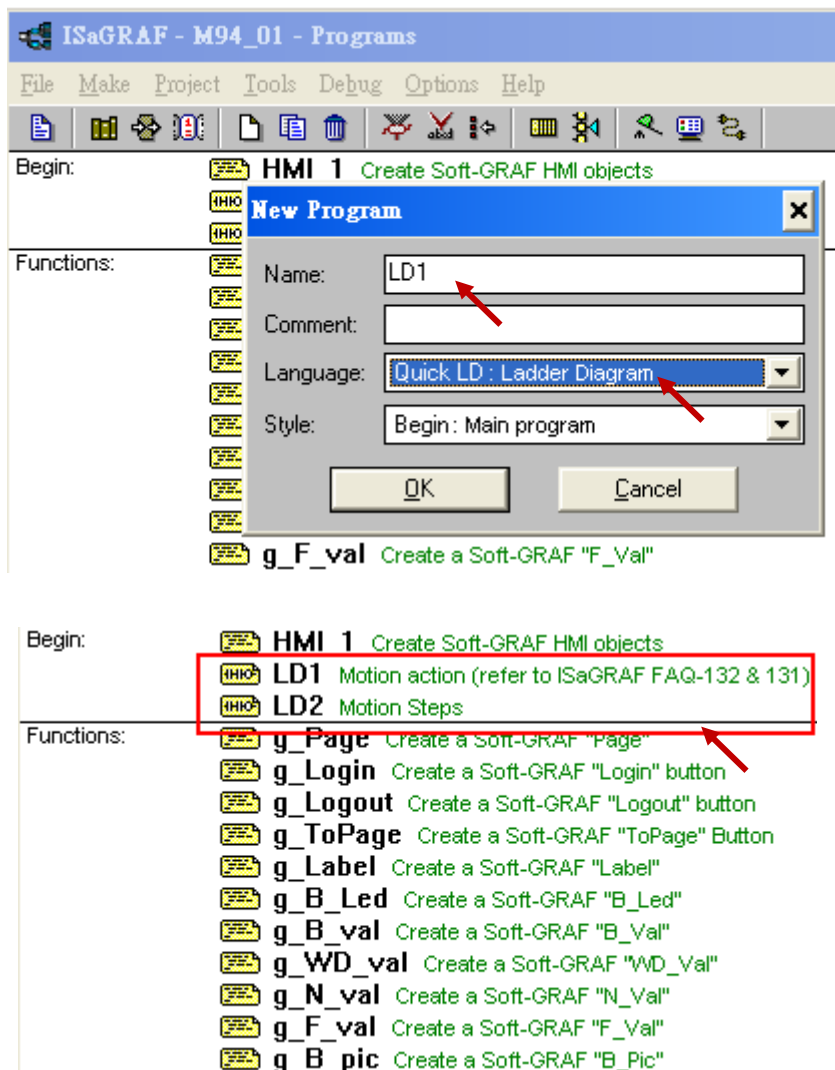 ISaGRAF - M94_01 - Programs
File Make Project Tools Debug Options Help
Begin: HMI_1 Create Soft-GRAF HMI objects
New Program
Functions:
Name: LD1
Comment:
Language: Quick LD : Ladder Diagram
Style: Begin : Main program
OK Cancel
g_F_val Create a Soft-GRAF "F_Val"
Begin: HMI_1 Create Soft-GRAF HMI objects
LD1 Motion action (refer to ISaGRAF FAQ-132 & 131)
LD2 Motion Steps
Functions: g_Page Create a Soft-GRAF "Page"
g_Login Create a Soft-GRAF "Login" button
g_Logout Create a Soft-GRAF "Logout" button
g_ToPage Create a Soft-GRAF "ToPage" Button
g_Label Create a Soft-GRAF "Label"
g_B_Led Create a Soft-GRAF "B_Led"
g_B_val Create a Soft-GRAF "B_Val"
g_WD_val Create a Soft-GRAF "WD_Val"
g_N_val Create a Soft-GRAF "N_Val"
g_F_val Create a Soft-GRAF "F_Val"
g_B_pic Create a Soft-GRAF "B_Pic"